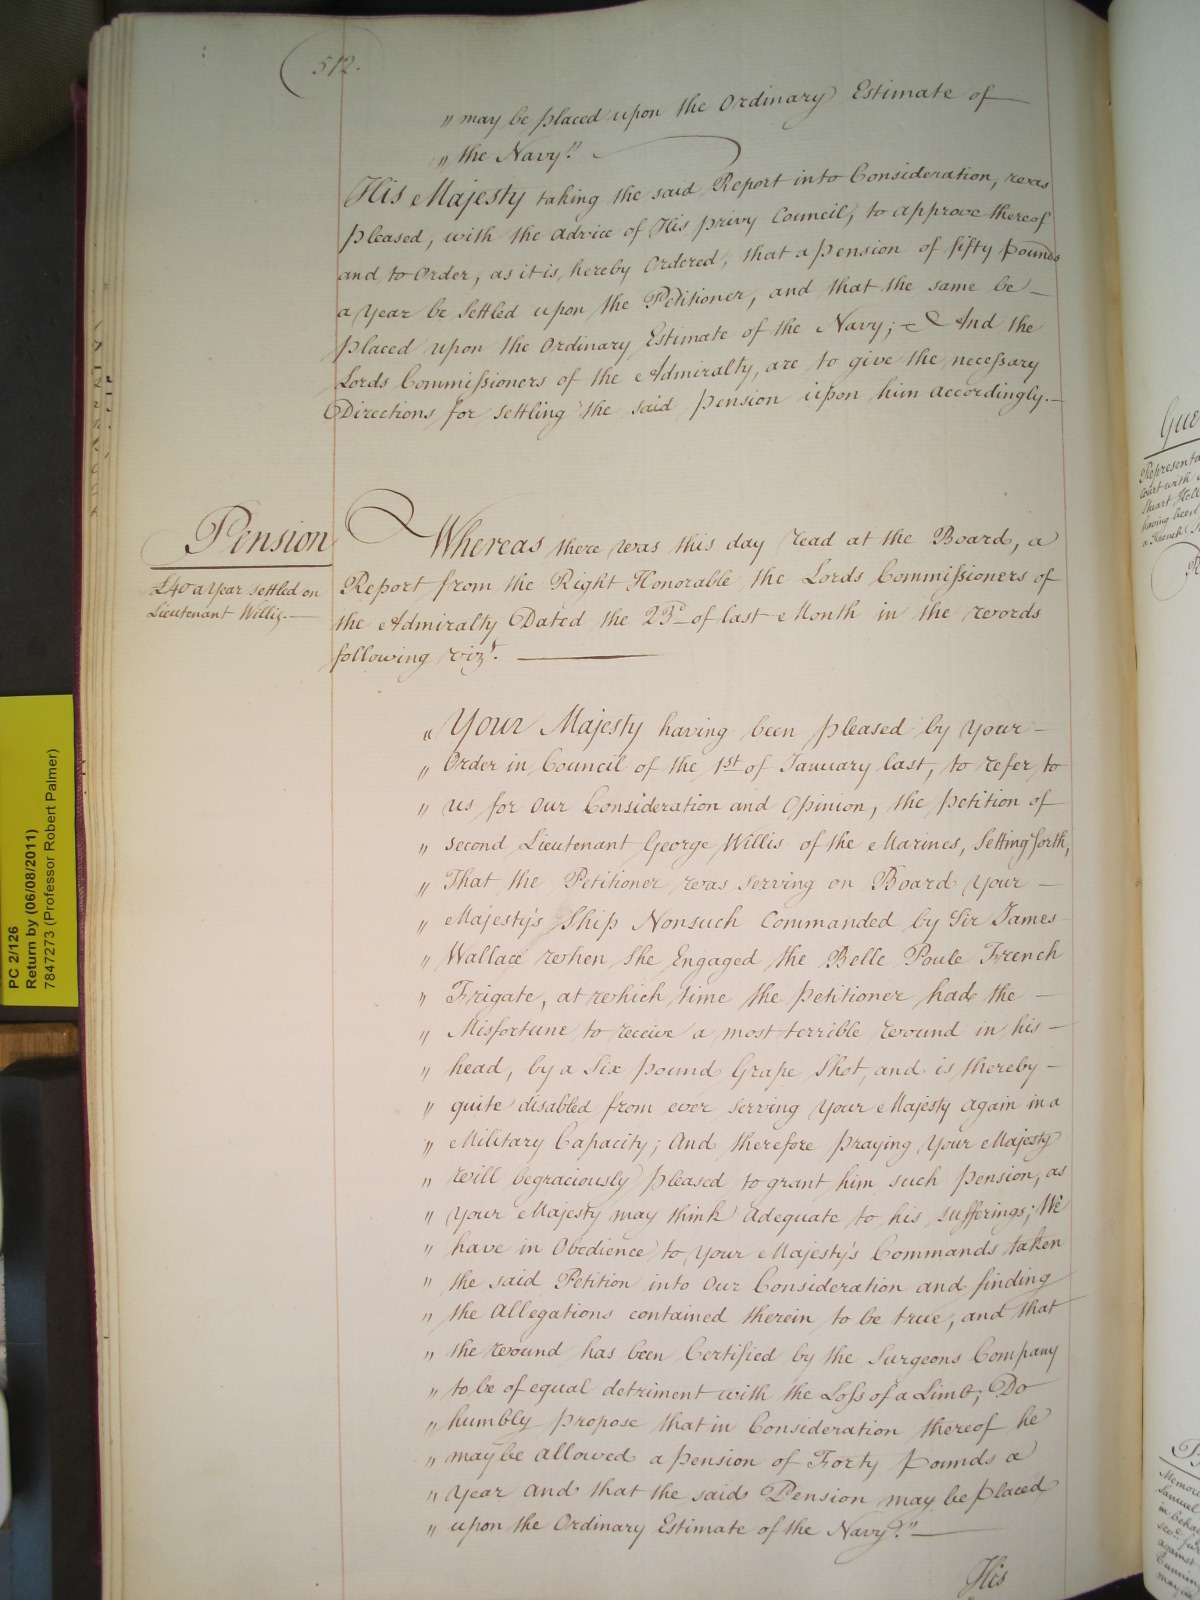 512.
„ may be placed upon the Ordinary Estimate of
„ the Navy."
His Majesty taking the said Report into Consideration, was
pleased, with the advice of His privy Council, to approve thereof
and to Order, as it is, hereby Ordered, that a pension of fifty pounds
a Year be settled upon the Petitioner, and that the same be
placed upon the Ordinary Estimate of the Navy; And the
Lords Commissioners of the Admiralty, are to give the necessary
Directions for settling the said pension upon him accordingly.
Pension
£40 a Year settled on
Lieutenant Willis.
Whereas there was this day read at the Board, a
Report from the Right Honorable the Lords Commissioners of
the Admiralty Dated the 23d of last Month in the words
following vizt.
„ Your Majesty having been pleased by Your
„ Order in Council of the 1st of January last, to refer to
„ us for our Consideration and Opinion, the petition of
„ second Lieutenant George Willis of the Marines, Setting forth,
„ That the Petitioner was serving on Board Your
„ Majesty's Ship Nonsuch Commanded by Sir James
„ Wallace when she Engaged the Belle Poule French
„ Frigate, at which time the petitioner had the
„ Misfortune to receive a most terrible wound in his
„ head, by a Six pound Grape Shot, and is thereby
„ quite disabled from ever serving Your Majesty again in a
„ Military Capacity; And therefore praying Your Majesty
„ will be graciously pleased to grant him such pension, as
„ Your Majesty may think adequate to his sufferings; We
„ have in Obedience to Your Majesty's Commands taken
„ the said Petition into our Consideration and finding
„ the Allegations contained therein to be true, and that
„ the wound has been Certified by the Surgeons Company
„ to be of equal detriment with the Loss of a Limb; Do
„ humbly propose that in Consideration thereof he
„ may be allowed a pension of Forty pounds a
„ Year and that the said Pension may be placed
„ upon the Ordinary Estimate of the Navy."
His
PC 2/126
Return by (06/08/2011)
7847273 (Professor Robert Palmer)